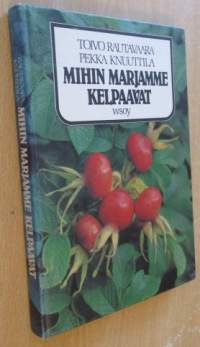 TOIVO RAUTAVAARA
PEKKA KNUUTTILA
MIHIN MARJAMME
KELPAAVAT
WSOY
MIHIN MARJAMME KELPAAVAT